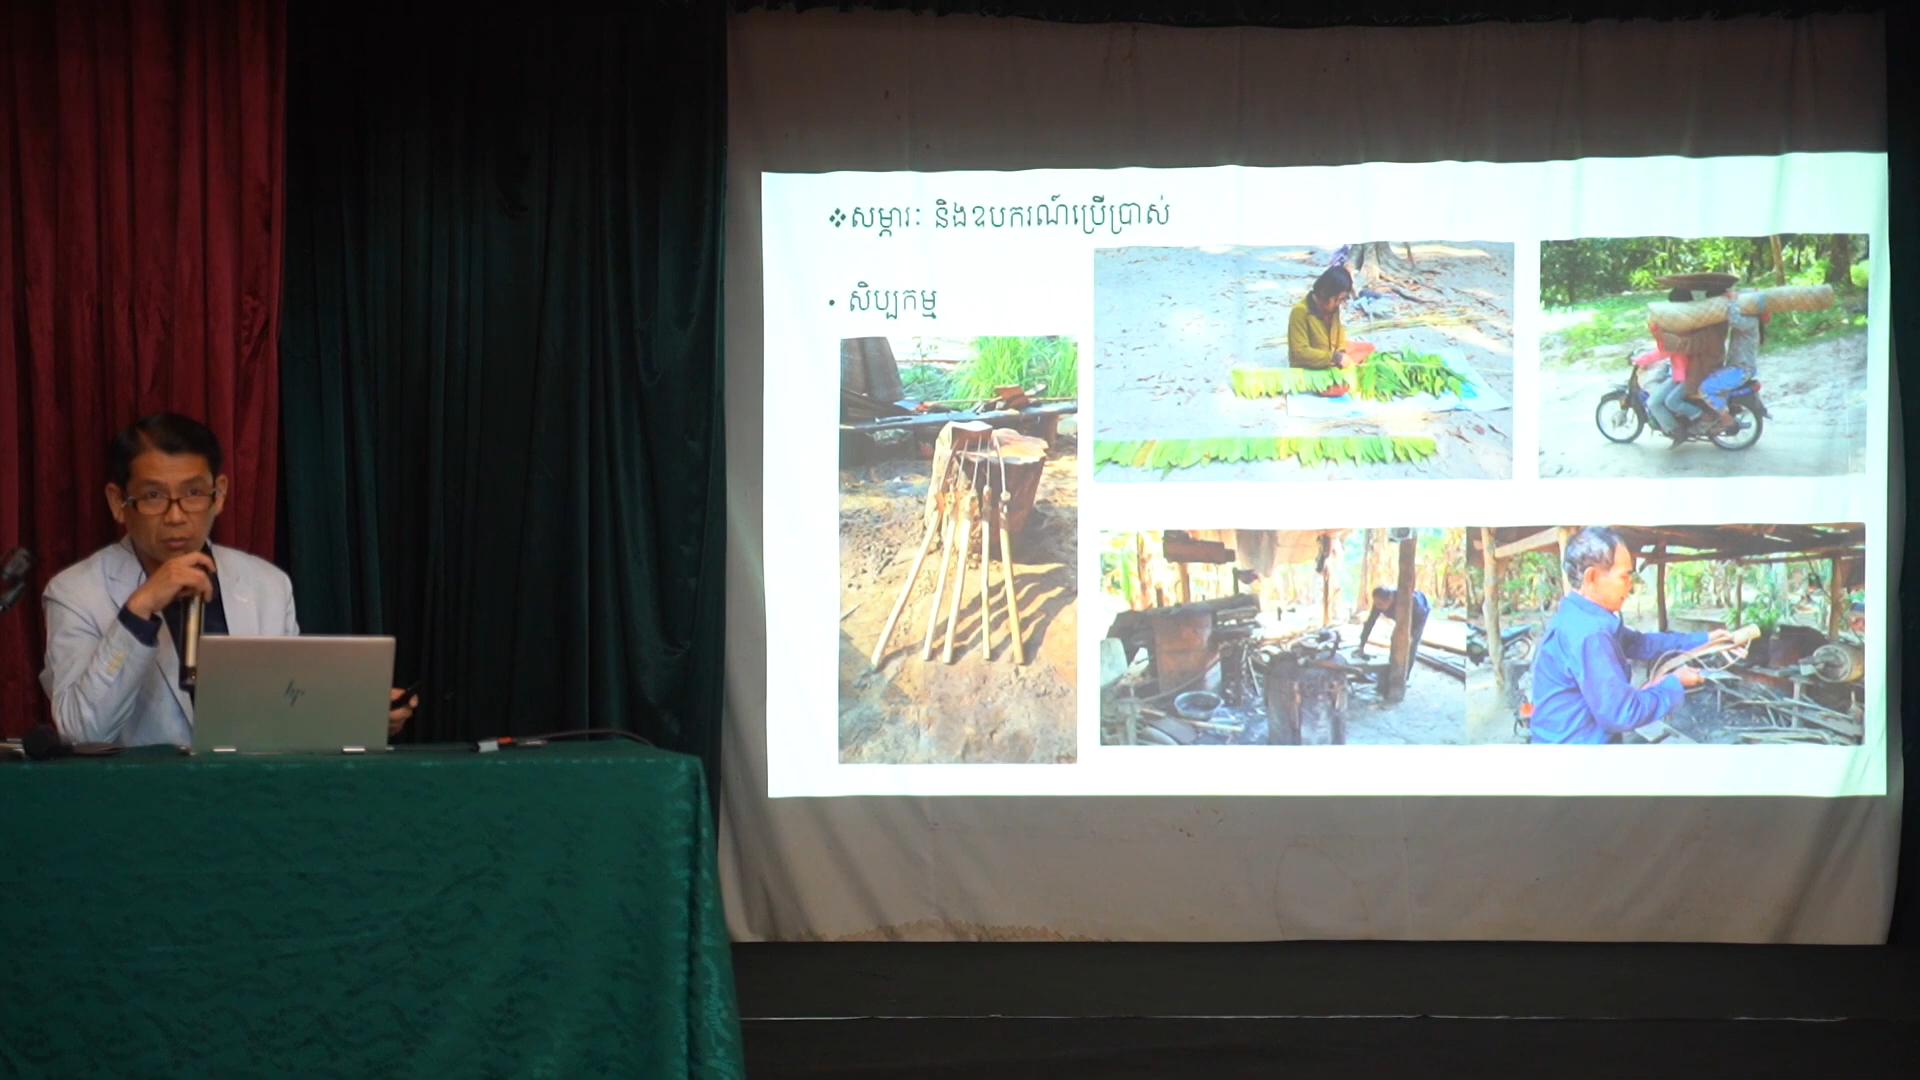 ❖សម្ភារៈ និងឧបករណ៍ប្រើប្រាស់
• សិប្បកម្ម
hp